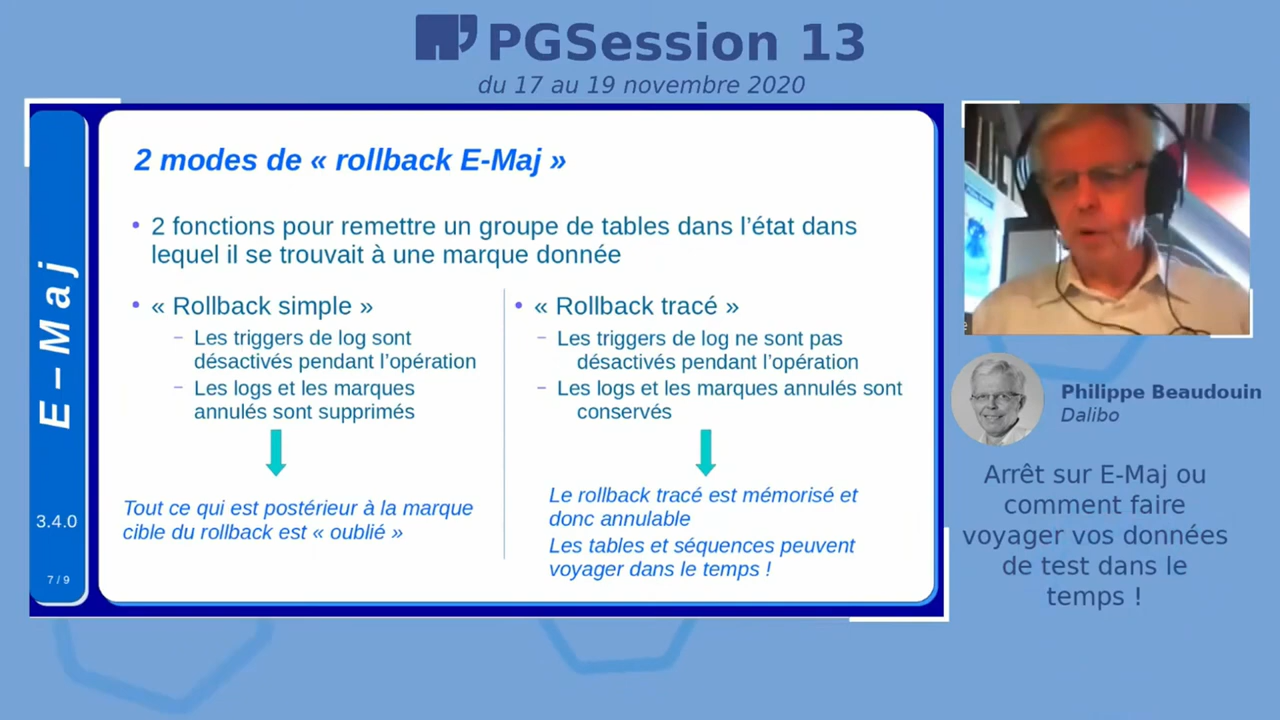 PGSession 13
du 17 au 19 novembre 2020
E – M a j
3.4.0
7 / 9
2 modes de « rollback E-Maj »
• 2 fonctions pour remettre un groupe de tables dans l’état dans
lequel il se trouvait à une marque donnée
• « Rollback simple »
– Les triggers de log sont
désactivés pendant l’opération
– Les logs et les marques
annulés sont supprimés
Tout ce qui est postérieur à la marque
cible du rollback est « oublié »
• « Rollback tracé »
– Les triggers de log ne sont pas
désactivés pendant l’opération
– Les logs et les marques annulés sont
conservés
Le rollback tracé est mémorisé et
donc annulable
Les tables et séquences peuvent
voyager dans le temps !
Philippe Beaudouin
Dalibo
Arrêt sur E-Maj ou
comment faire
voyager vos données
de test dans le
temps !